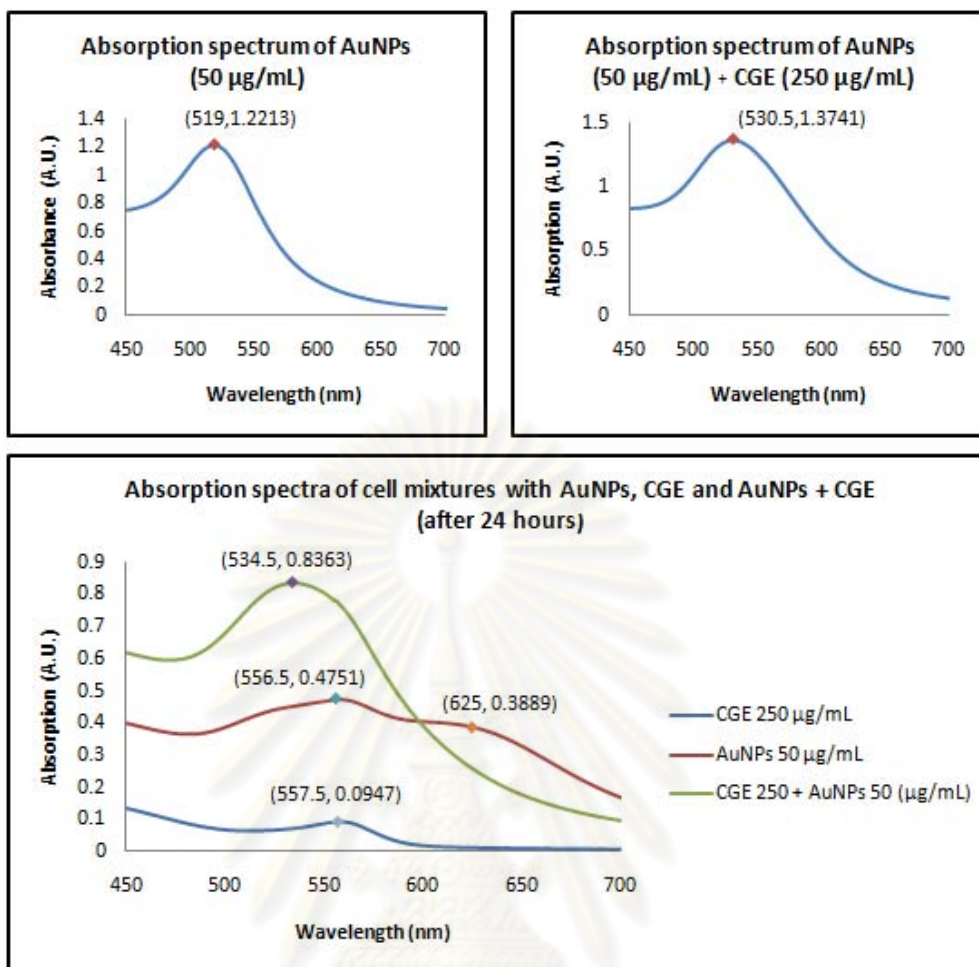 Absorption spectrum of AuNPs
(50 µg/mL)
(519,1.2213)
Absorbance (A.U.)
1.4
1.2
1
0.8
0.6
0.4
0.2
0
450 500 550 600 650 700
Wavelength (nm)
Absorption spectrum of AuNPs
(50 µg/mL) + CGE (250 µg/mL)
(530.5,1.3741)
Absorption (A.U.)
1.5
1
0.5
0
450 500 550 600 650 700
Wavelength (nm)
Absorption spectra of cell mixtures with AuNPs, CGE and AuNPs + CGE
(after 24 hours)
(534.5, 0.8363)
(556.5, 0.4751)
(625, 0.3889)
(557.5, 0.0947)
Absorption (A.U.)
0.9
0.8
0.7
0.6
0.5
0.4
0.3
0.2
0.1
0
450 500 550 600 650 700
Wavelength (nm)
CGE 250 µg/mL
AuNPs 50 µg/mL
CGE 250 + AuNPs 50 (µg/mL)